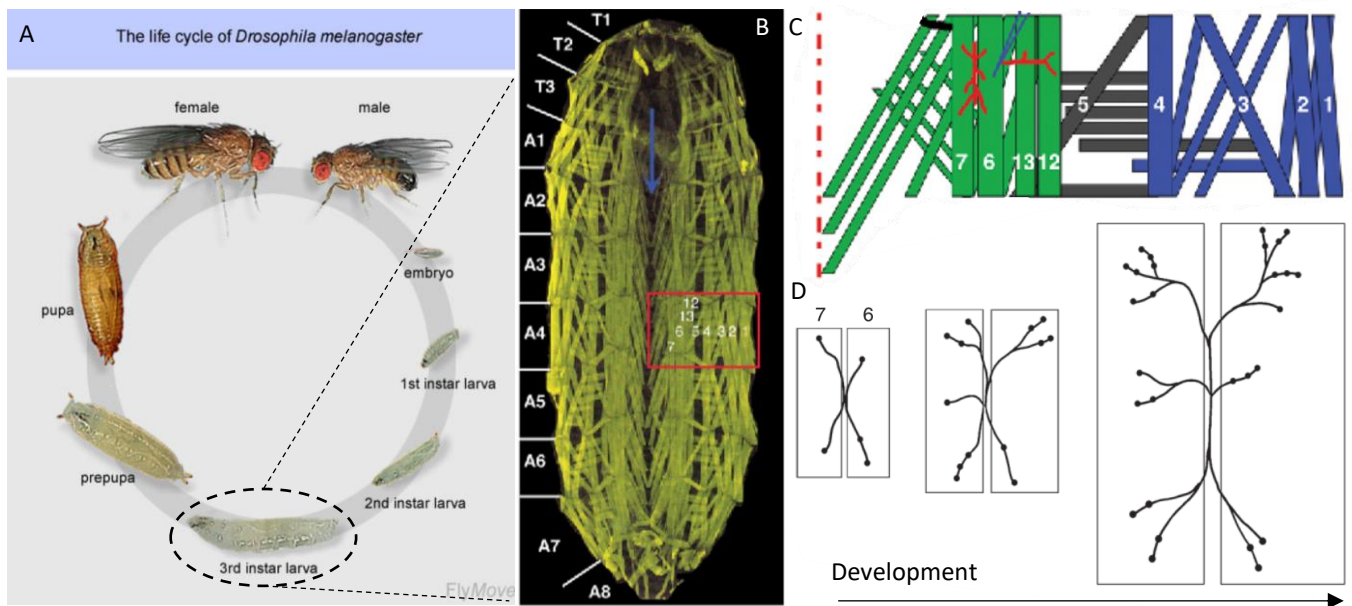 A
The life cycle of Drosophila melanogaster
female
male
embryo
1st instar larva
2nd instar larva
3rd instar larva
prepupa
pupa
FlyMove
B
T1
T2
T3
A1
A2
A3
A4
A5
A6
A7
A8
12
13
6 5 4 3 2 1
7
C
7 6 13 12 5 4 3 2 1
D
7 6
Development